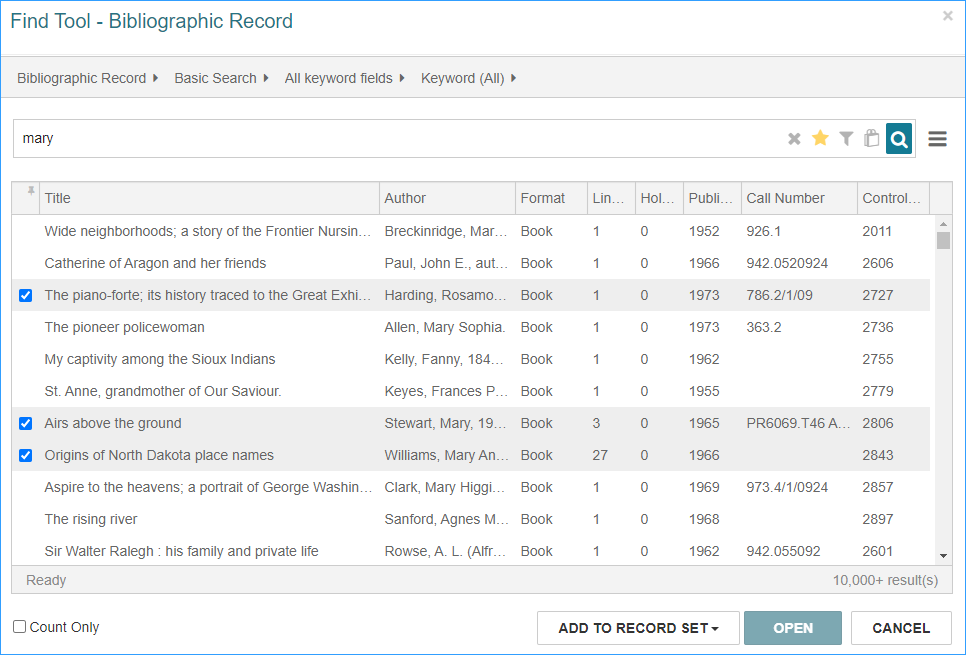 Find Tool - Bibliographic Record
Bibliographic Record Basic Search All keyword fields Keyword (All)
mary
Title Author Format Lin... Hol... Publi... Call Number Control...
Wide neighborhoods; a story of the Frontier Nursin... Breckinridge, Mar... Book 1 0 1952 926.1 2011
Catherine of Aragon and her friends Paul, John E., aut... Book 1 0 1966 942.0520924 2606
The piano-forte; its history traced to the Great Exhi... Harding, Rosamo... Book 1 0 1973 786.2/1/09 2727
The pioneer policewoman Allen, Mary Sophia. Book 1 0 1973 363.2 2736
My captivity among the Sioux Indians Kelly, Fanny, 184... Book 1 0 1962 2755
St. Anne, grandmother of Our Saviour. Keyes, Frances P... Book 1 0 1955 2779
Airs above the ground Stewart, Mary, 19... Book 3 0 1965 PR6069.T46 A... 2806
Origins of North Dakota place names Williams, Mary An... Book 27 0 1966 2843
Aspire to the heavens; a portrait of George Washin... Clark, Mary Higgi... Book 1 0 1969 973.4/1/0924 2857
The rising river Sanford, Agnes M... Book 1 0 1968 2897
Sir Walter Ralegh : his family and private life Rowse, A. L. (Alfr... Book 1 0 1962 942.055092 2601
Ready 10,000+ result(s)
Count Only ADD TO RECORD SET OPEN CANCEL